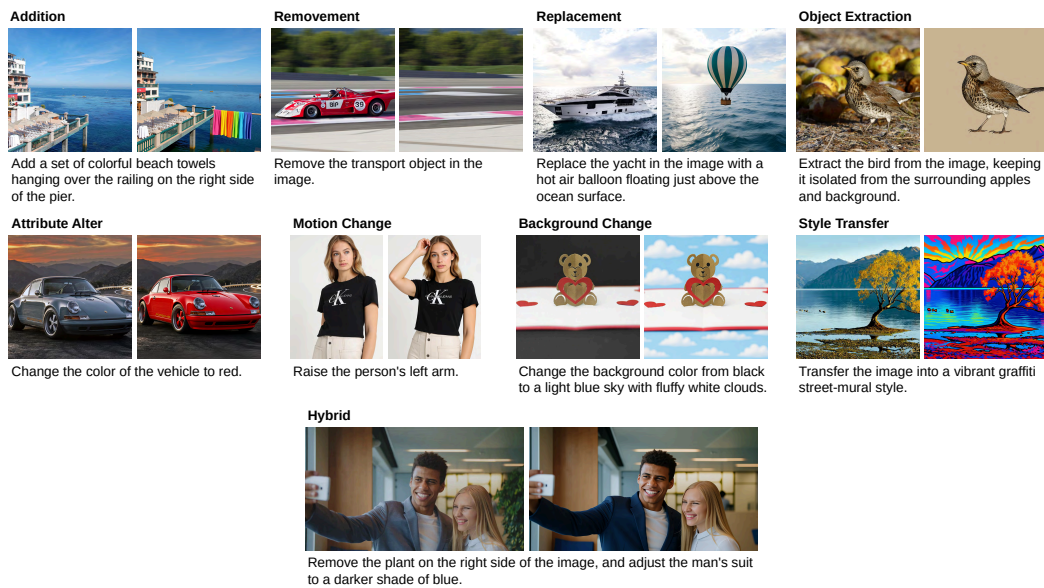 Addition
Removement
Replacement
Object Extraction
BIP
39
Add a set of colorful beach towels
hanging over the railing on the right side
of the pier.
Remove the transport object in the
image.
Replace the yacht in the image with a
hot air balloon floating just above the
ocean surface.
Extract the bird from the image, keeping
it isolated from the surrounding apples
and background.
Attribute Alter
Motion Change
Background Change
Style Transfer
CK
CK
Change the color of the vehicle to red.
Raise the person's left arm.
Change the background color from black
to a light blue sky with fluffy white clouds.
Transfer the image into a vibrant graffiti
street-mural style.
Hybrid
Remove the plant on the right side of the image, and adjust the man's suit
to a darker shade of blue.